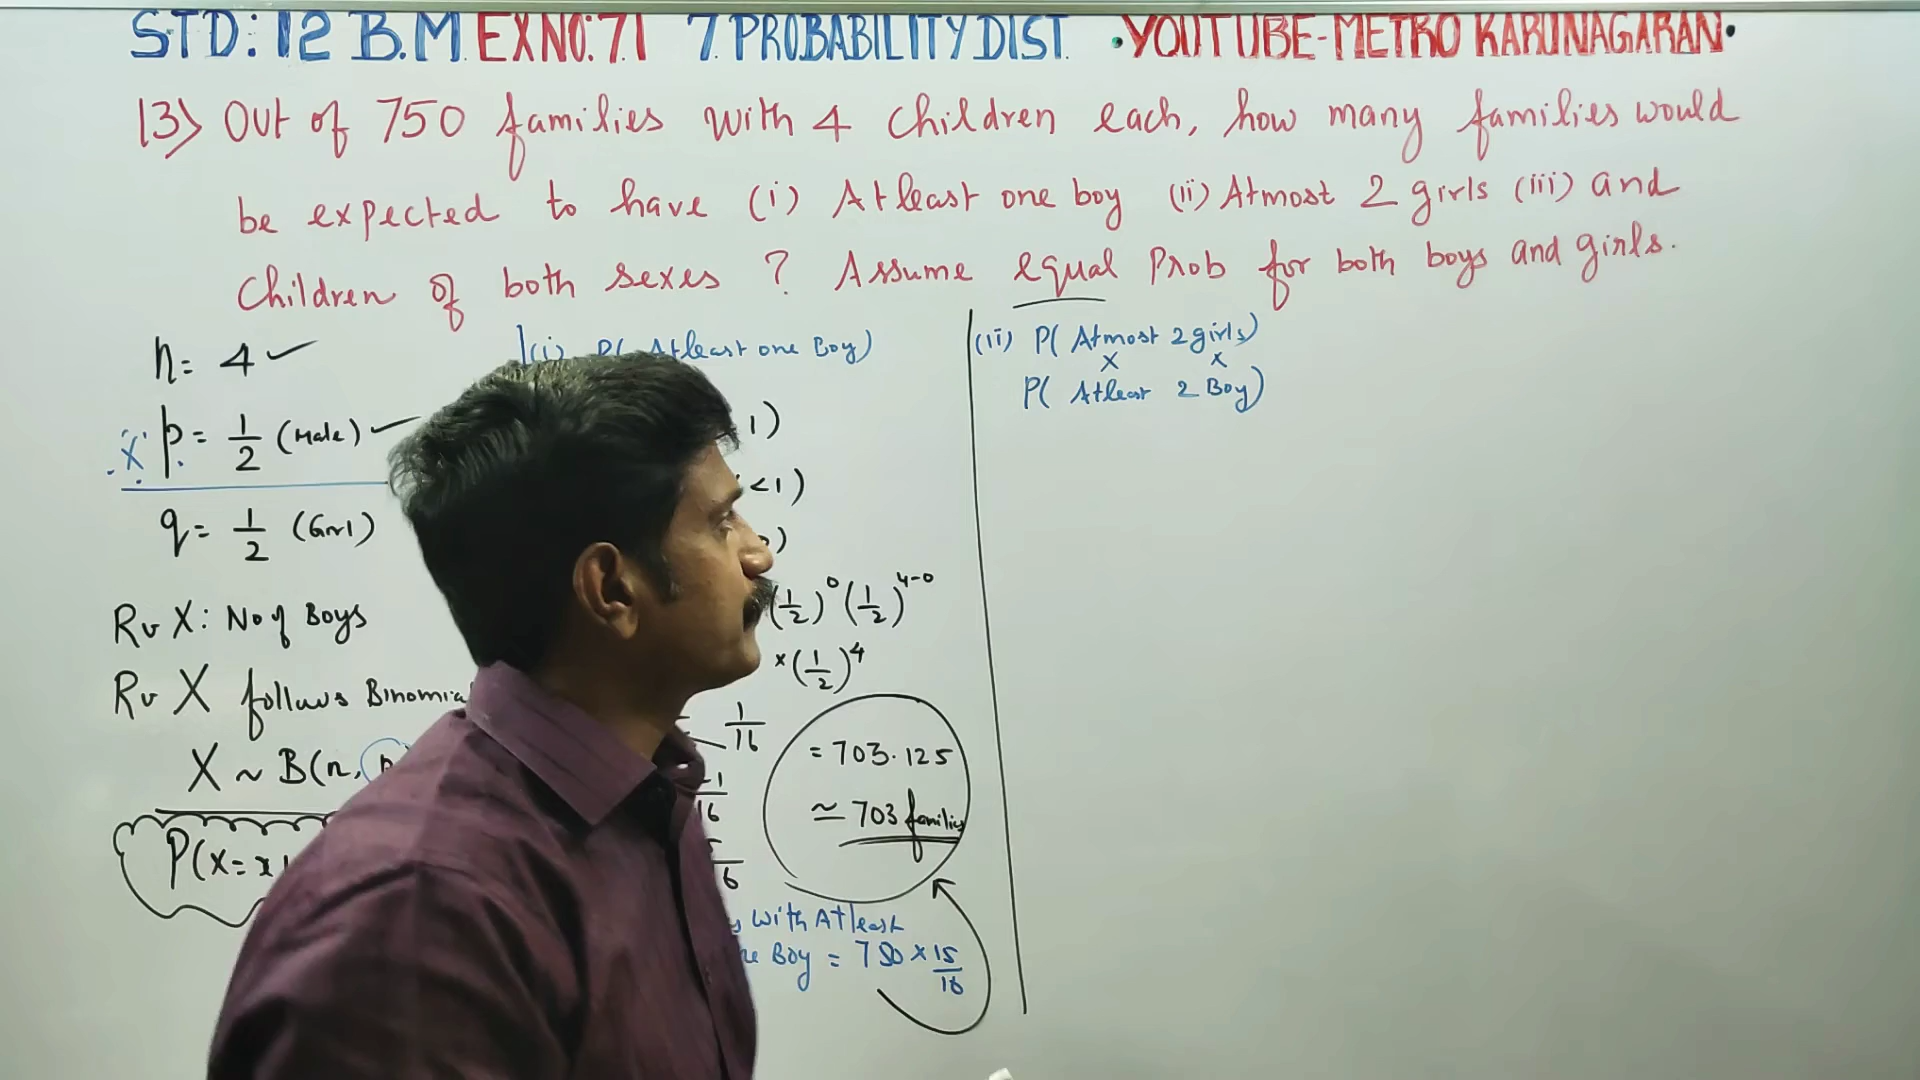 STD: 12 B.M EX NO: 7.1 7. PROBABILITY DIST. • YOUTUBE-METRO KARUNAGARAN •
13) Out of 750 families with 4 children each, how many families would
be expected to have (i) Atleast one boy (ii) Atmost 2 girls (iii) and
Children of both sexes ? Assume equal Prob for both boys and girls.
n = 4 ✓
X p = 1/2 (Male) ✓
q = 1/2 (Girl)
Rv X: No of Boys
Rv X follows Binomial
X ~ B(n, p
P(X = x
(i) P( Atleast one Boy)
1)
<1)
0)
(1/2)^0 (1/2)^4-0
× (1/2)^4
1/16
-1
16
6
= 703.125
≃ 703 families
With Atleast
Boy = 750 × 15/16
(ii) P( Atmost 2 girls)
x x
P( Atleast 2 Boy)